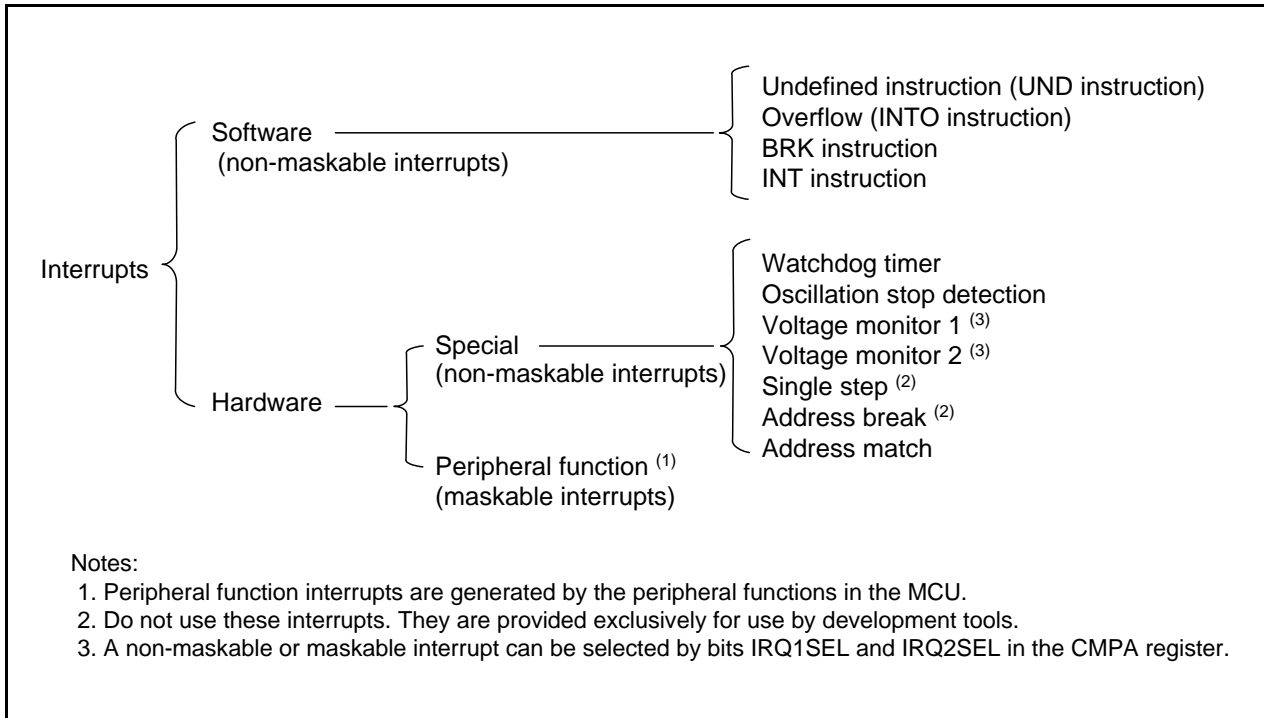 Interrupts
Software
(non-maskable interrupts)
Undefined instruction (UND instruction)
Overflow (INTO instruction)
BRK instruction
INT instruction
Hardware
Special
(non-maskable interrupts)
Watchdog timer
Oscillation stop detection
Voltage monitor 1 (3)
Voltage monitor 2 (3)
Single step (2)
Address break (2)
Address match
Peripheral function (1)
(maskable interrupts)
Notes:
1. Peripheral function interrupts are generated by the peripheral functions in the MCU.
2. Do not use these interrupts. They are provided exclusively for use by development tools.
3. A non-maskable or maskable interrupt can be selected by bits IRQ1SEL and IRQ2SEL in the CMPA register.